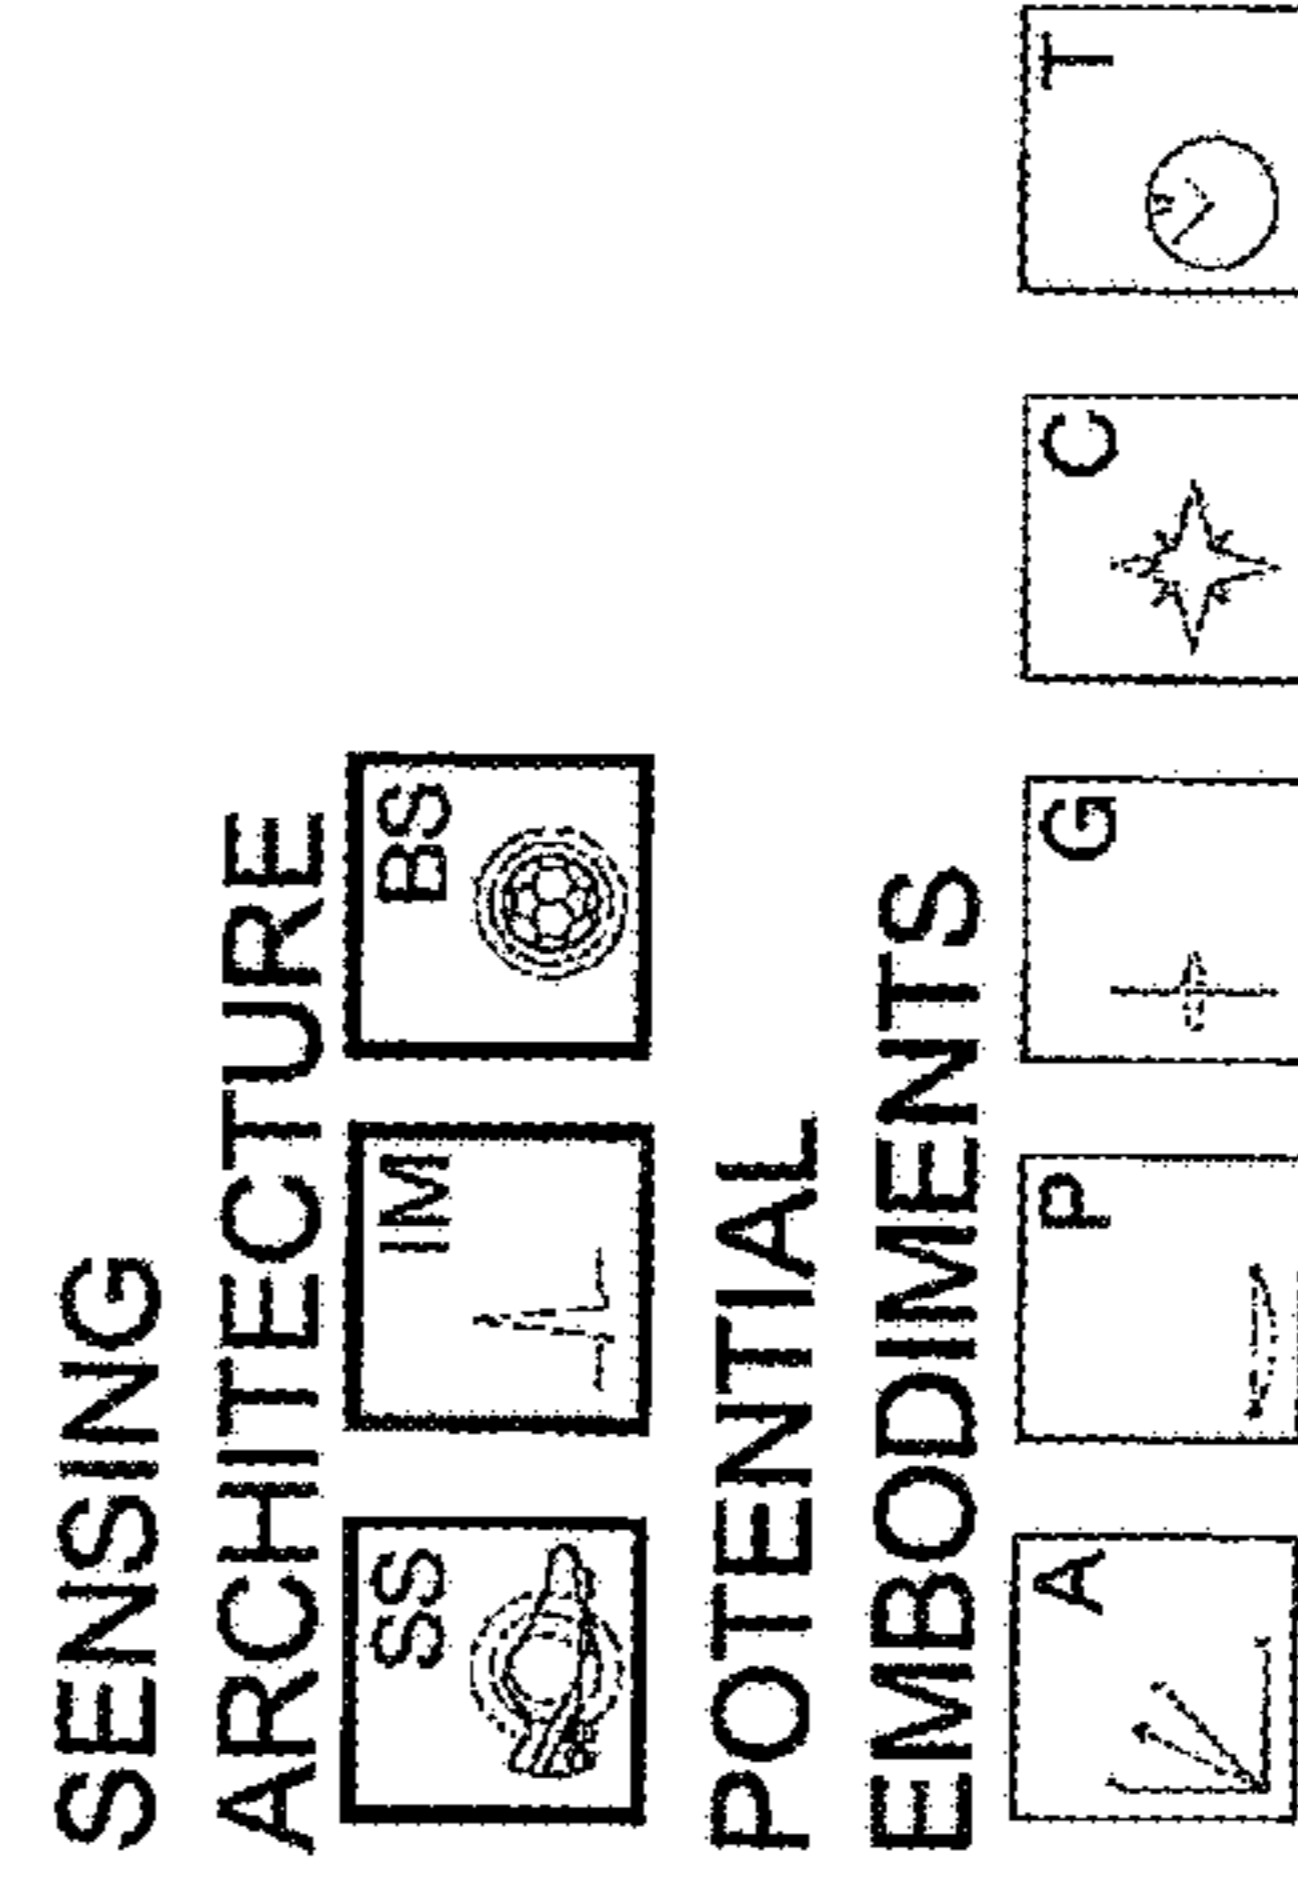 SENSING
ARCHITECTURE
SS IM BS
POTENTIAL
EMBODIMENTS
A P G C T